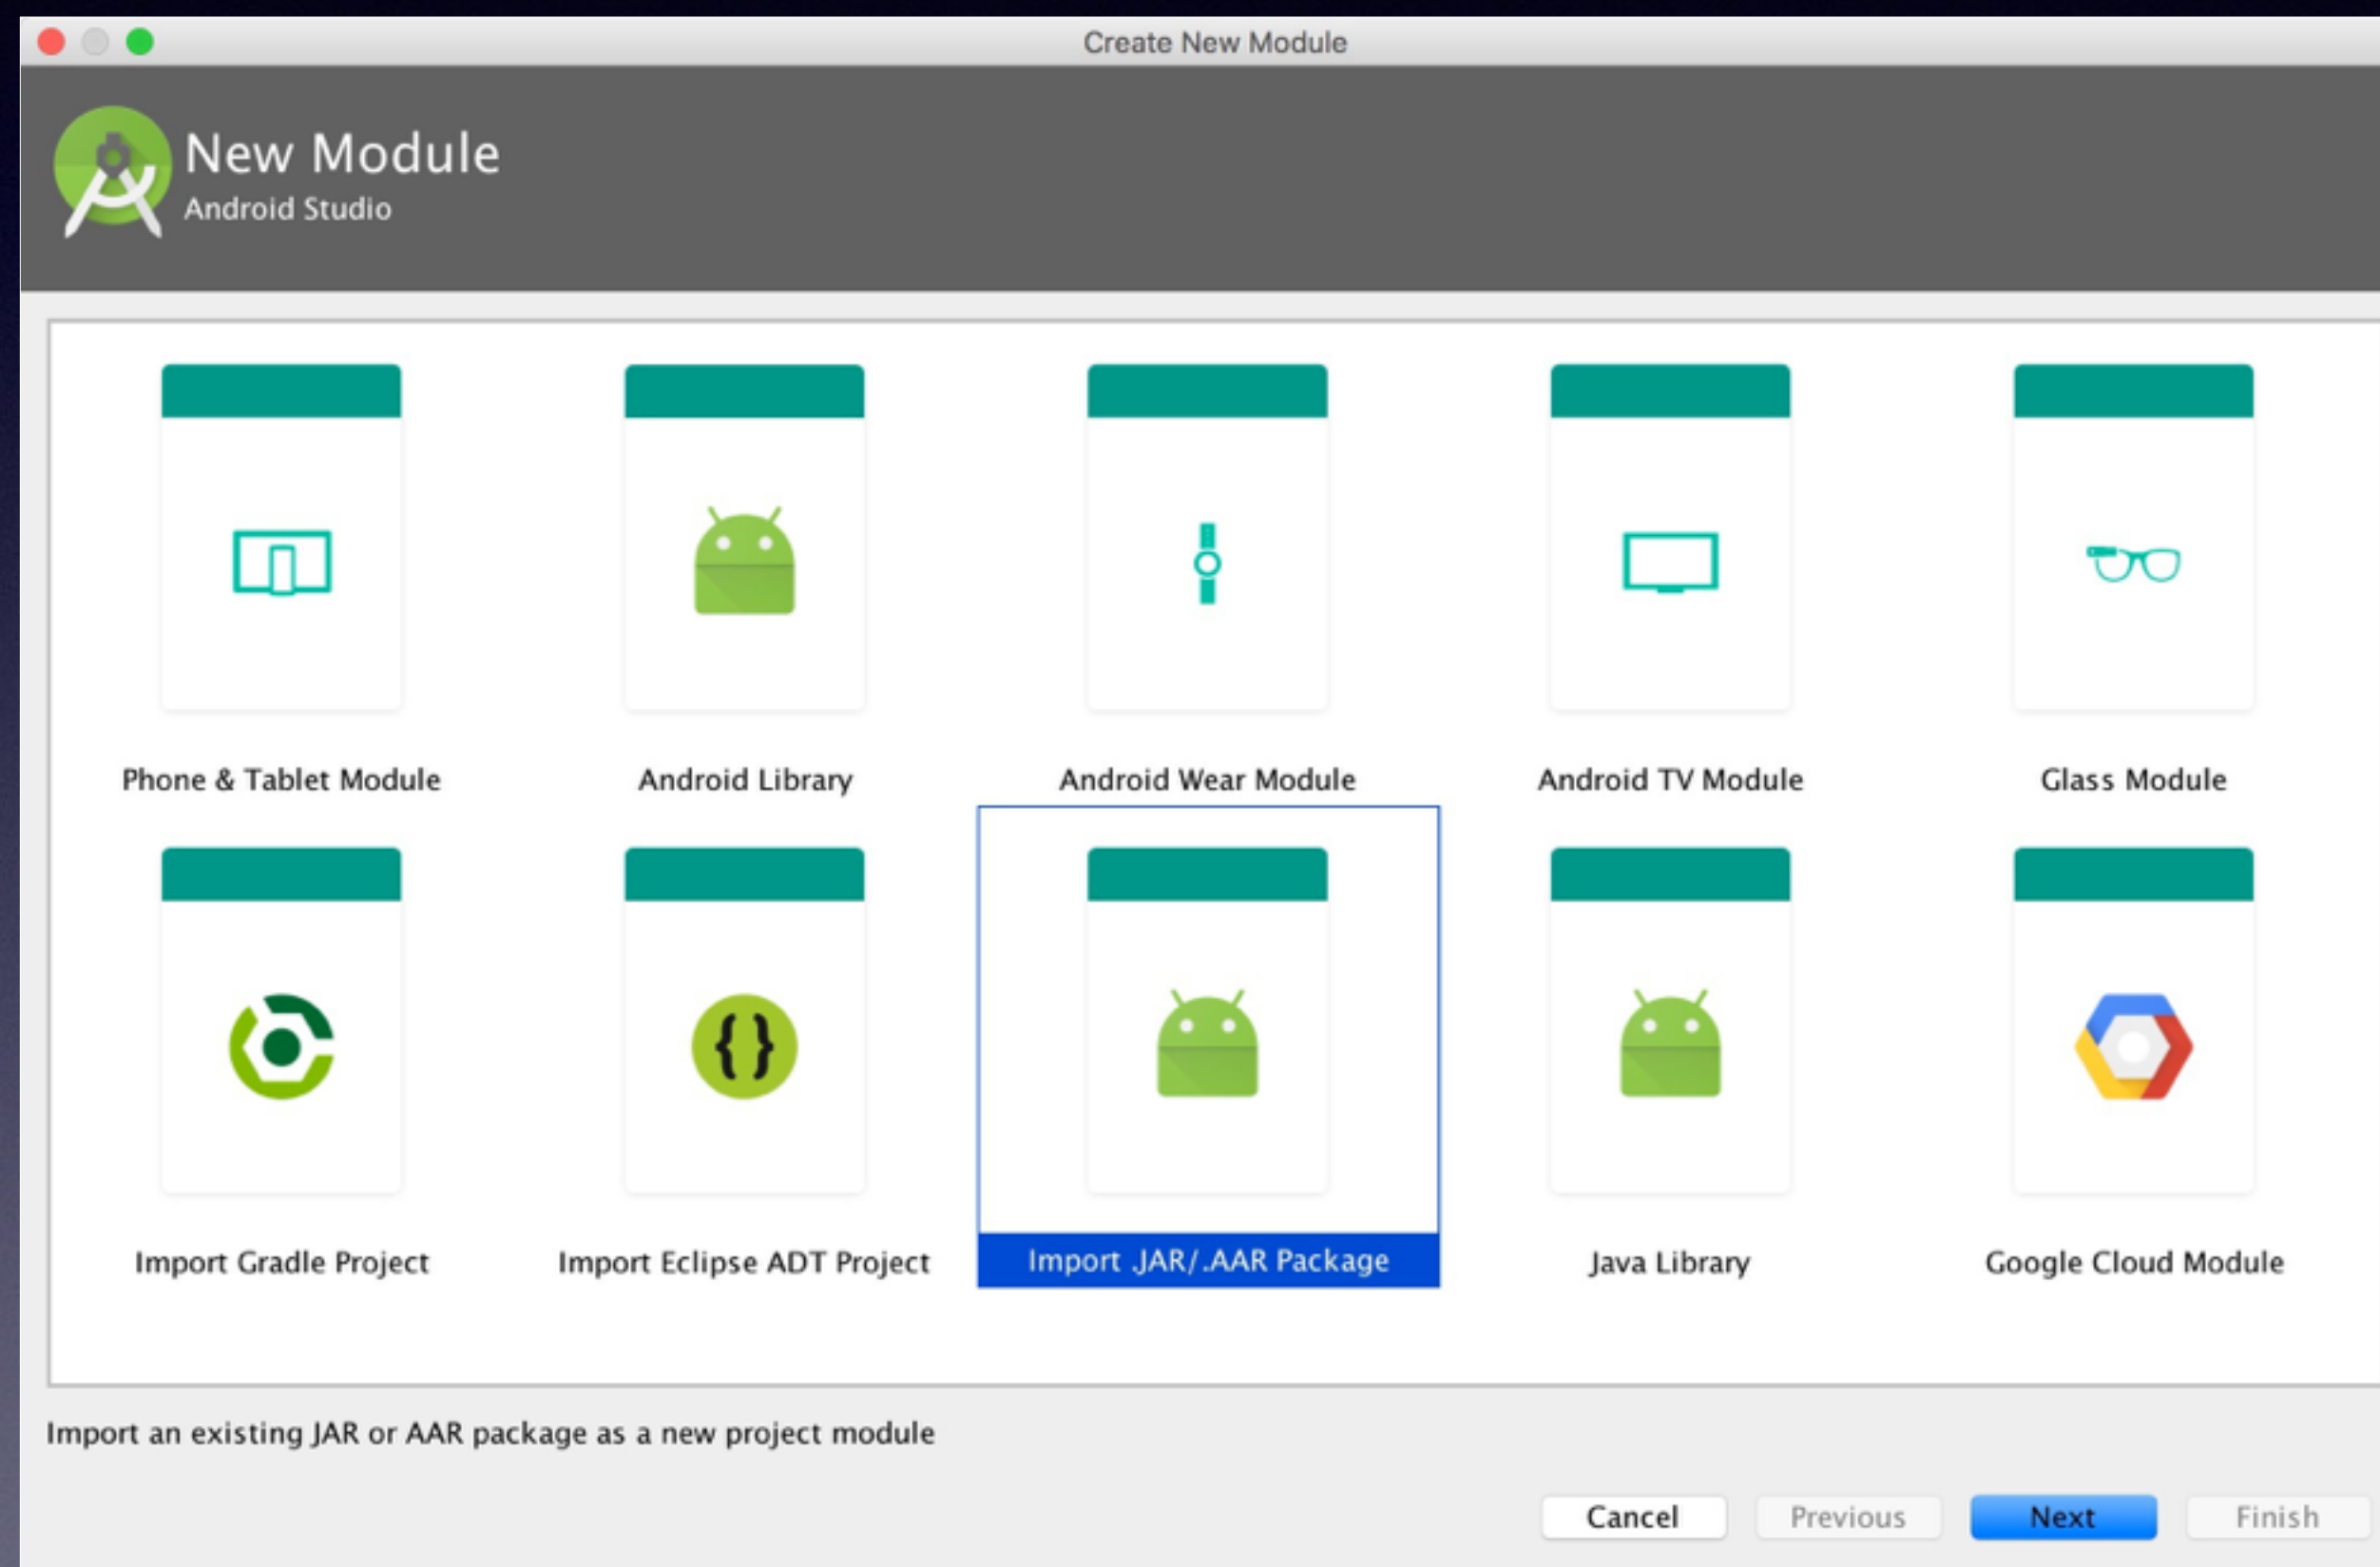 Create New Module
New Module
Android Studio
Phone & Tablet Module
Android Library
Android Wear Module
Android TV Module
Glass Module
Import Gradle Project
Import Eclipse ADT Project
Import .JAR/.AAR Package
Java Library
Google Cloud Module
Import an existing JAR or AAR package as a new project module
Cancel
Previous
Next
Finish